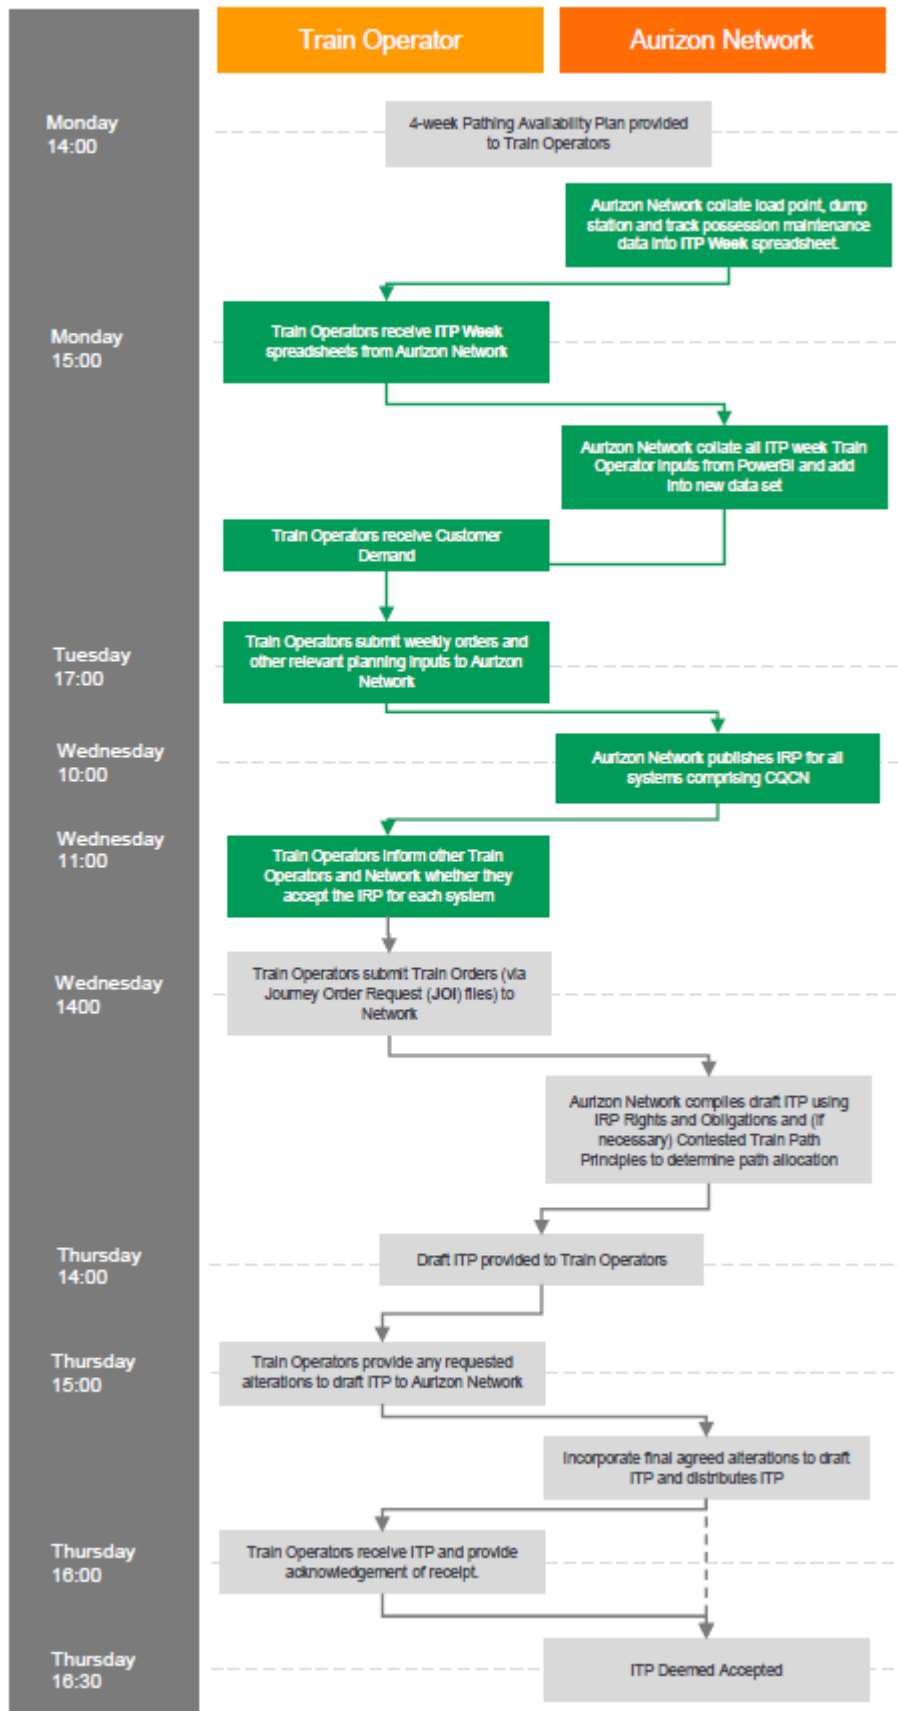 Train Operator
Aurizon Network
Monday
14:00
4-week Pathing Availability Plan provided
to Train Operators
Aurizon Network collate load point, dump
station and track possession maintenance
data into ITP Week spreadsheet.
Monday
15:00
Train Operators receive ITP Week
spreadsheets from Aurizon Network
Aurizon Network collate all ITP week Train
Operator inputs from PowerBI and add
into new data set
Train Operators receive Customer
Demand
Tuesday
17:00
Train Operators submit weekly orders and
other relevant planning inputs to Aurizon
Network
Wednesday
10:00
Aurizon Network publishes IRP for all
systems comprising CQCN
Wednesday
11:00
Train Operators inform other Train
Operators and Network whether they
accept the IRP for each system
Wednesday
1400
Train Operators submit Train Orders (via
Journey Order Request (JOI) files) to
Network
Aurizon Network compiles draft ITP using
IRP Rights and Obligations and (if
necessary) Contested Train Path
Principles to determine path allocation
Thursday
14:00
Draft ITP provided to Train Operators
Thursday
15:00
Train Operators provide any requested
alterations to draft ITP to Aurizon Network
Incorporate final agreed alterations to draft
ITP and distributes ITP
Thursday
16:00
Train Operators receive ITP and provide
acknowledgement of receipt.
Thursday
16:30
ITP Deemed Accepted